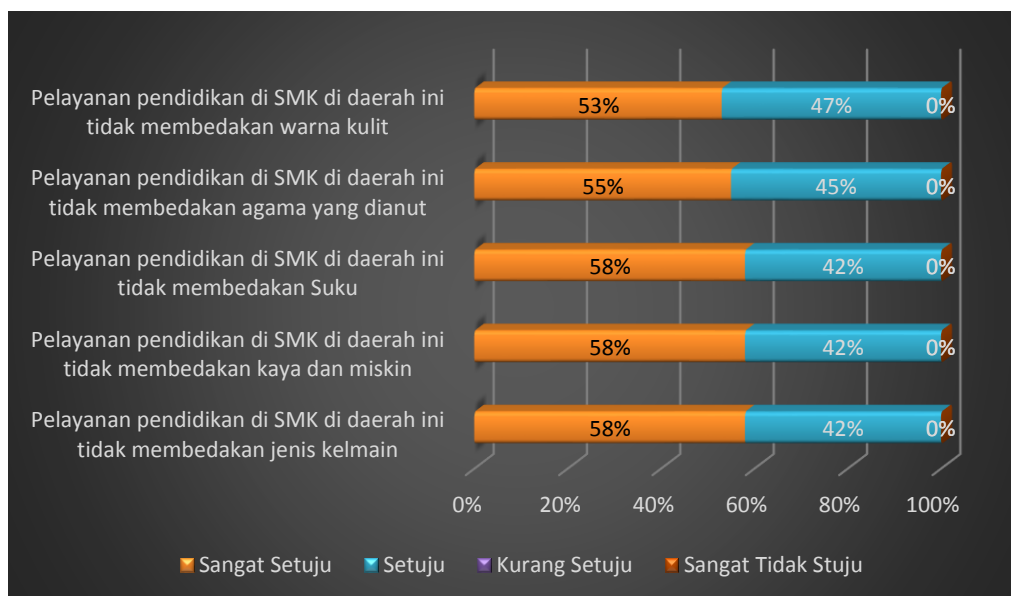 Pelayanan pendidikan di SMK di daerah ini
tidak membedakan warna kulit
53% 47% 0%
Pelayanan pendidikan di SMK di daerah ini
tidak membedakan agama yang dianut
55% 45% 0%
Pelayanan pendidikan di SMK di daerah ini
tidak membedakan Suku
58% 42% 0%
Pelayanan pendidikan di SMK di daerah ini
tidak membedakan kaya dan miskin
58% 42% 0%
Pelayanan pendidikan di SMK di daerah ini
tidak membedakan jenis kelmain
58% 42% 0%
0% 20% 40% 60% 80% 100%
Sangat Setuju Setuju Kurang Setuju Sangat Tidak Stuju